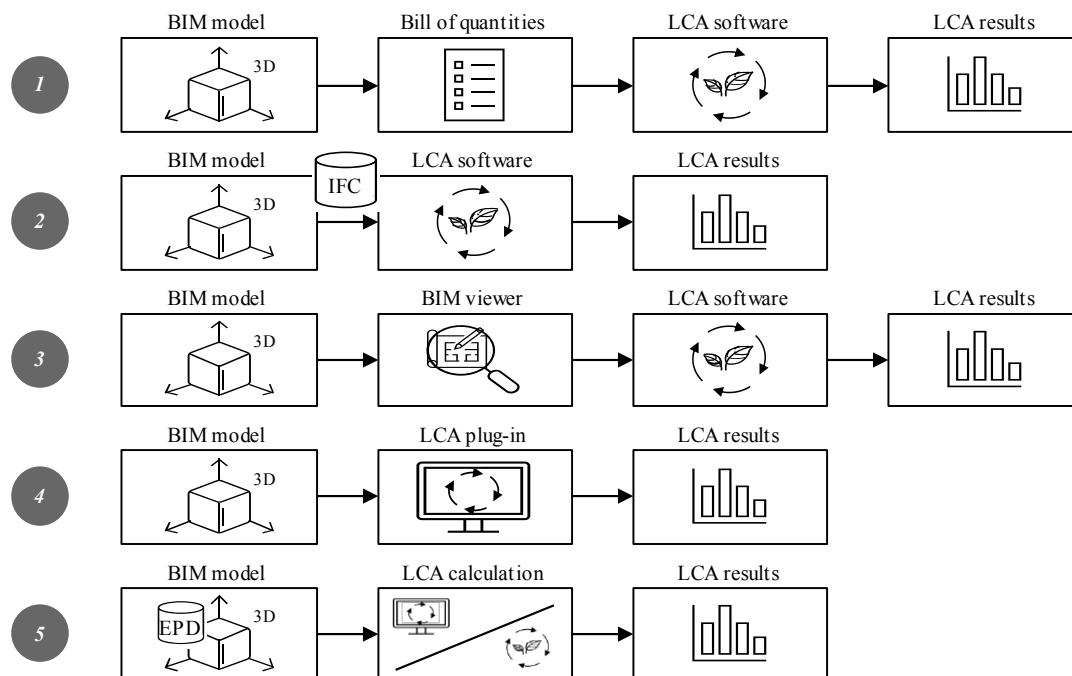 BIM model Bill of quantities LCA software LCA results
1 3D
BIM model LCA software LCA results
2 3D IFC
BIM model BIM viewer LCA software LCA results
3 3D
BIM model LCA plug-in LCA results
4 3D
BIM model LCA calculation LCA results
5 EPD 3D